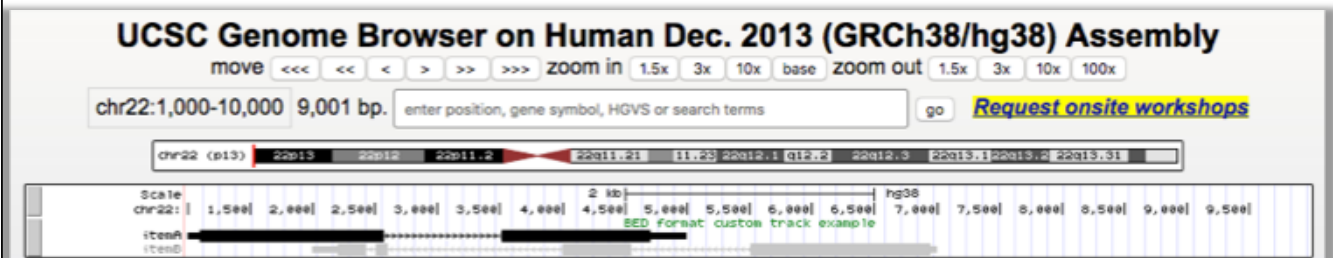 UCSC Genome Browser on Human Dec. 2013 (GRCh38/hg38) Assembly
move <<< << < > >> >>> zoom in 1.5x 3x 10x base zoom out 1.5x 3x 10x 100x
chr22:1,000-10,000 9,001 bp. enter position, gene symbol, HGVS or search terms go Request onsite workshops
chr22 (p13) 22p13 22p12 22p11.2 22q11.21 11.23 22q12.1 q12.2 22q12.3 22q13.1 22q13.2 22q13.31
Scale 2 kb hg38
chr22: 1,500 2,000 2,500 3,000 3,500 4,000 4,500 5,000 5,500 6,000 6,500 7,000 7,500 8,000 8,500 9,000 9,500
BED format custom track example
itemA
itemB